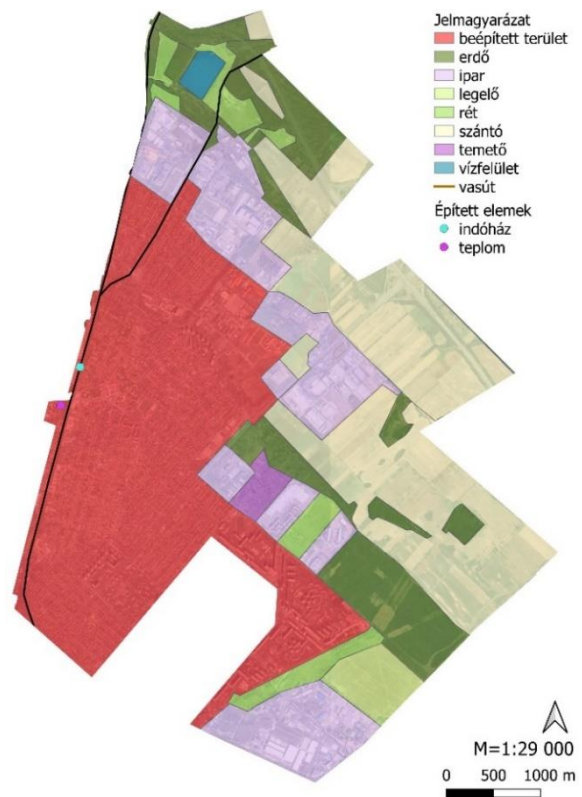 Jelmagyarázat
beépített terület
erdő
ipar
legelő
rét
szántó
temető
vízfelület
vasút
Épített elemek
indóház
teplom
M=1:29 000
0 500 1000 m